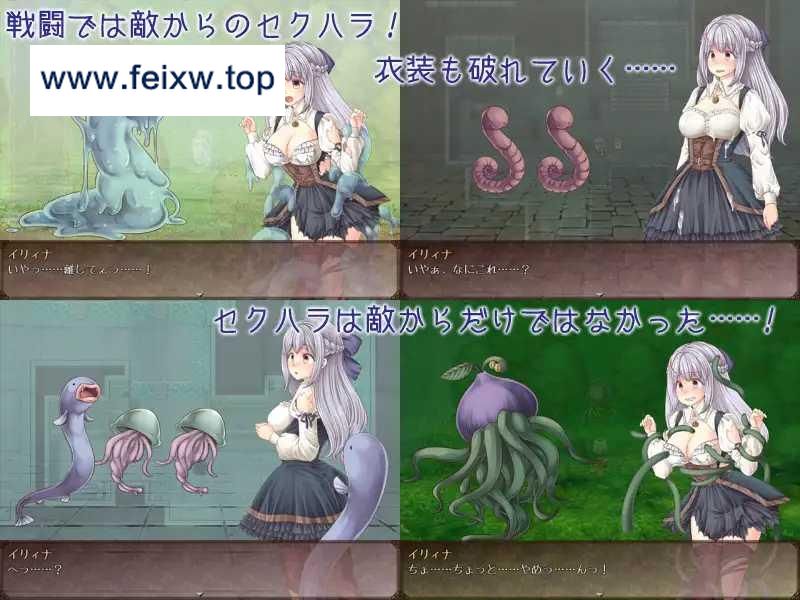 戦闘では敵からのセクハラ！
www.feixw.top
衣装も破れていく……
イリィナ
いやっ……離してぇっ……！
イリィナ
いやぁ、なにこれ……？
セクハラは敵からだけではなかった……！
イリィナ
へっ……？
イリィナ
ちょ……ちょっと……やめっ……んっ！